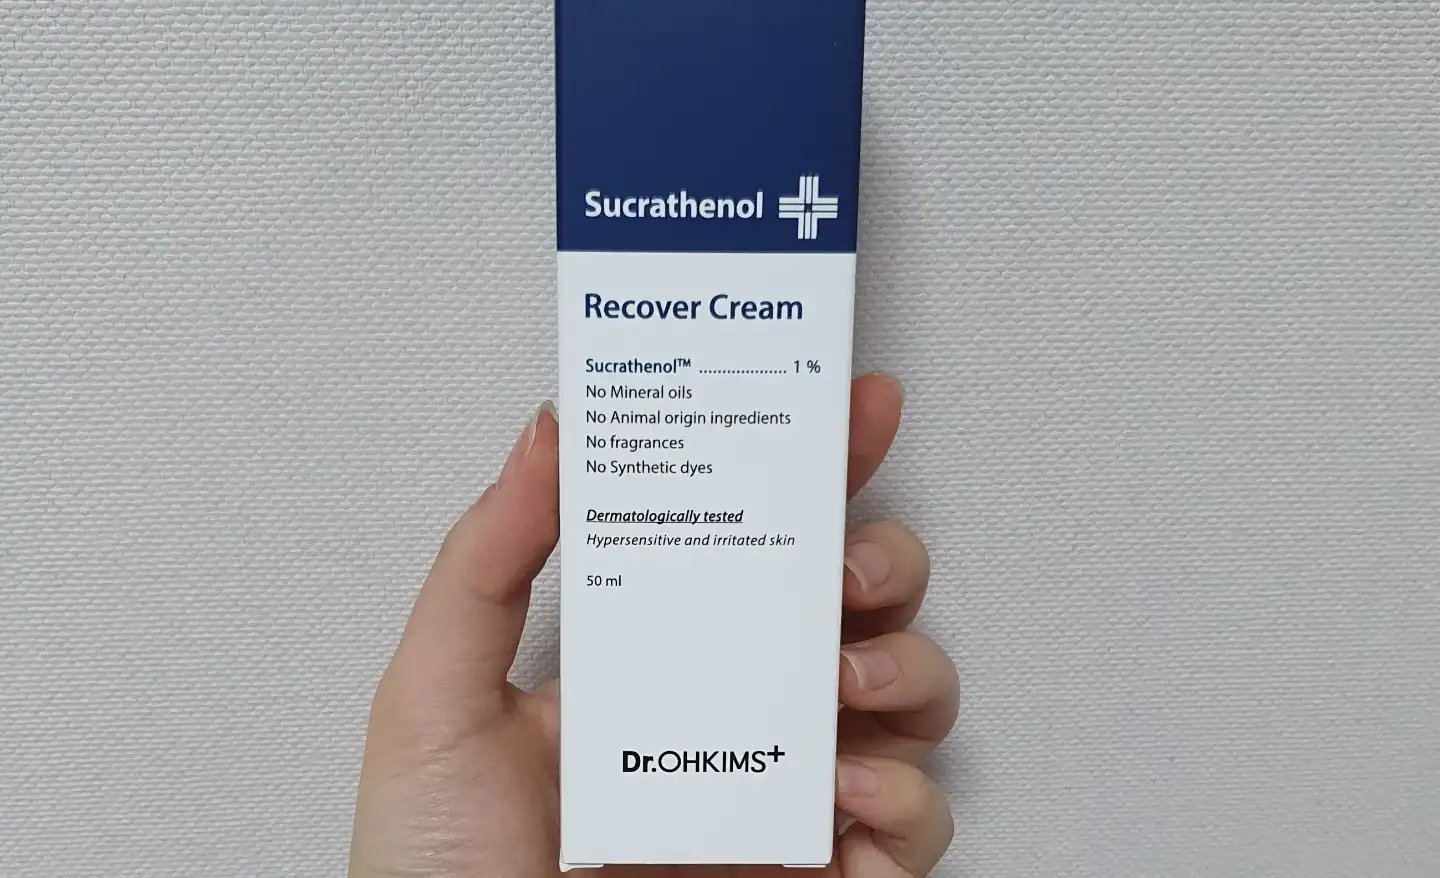 Sucrathenol
Recover Cream
Sucrathenol™ ................... 1 %
No Mineral oils
No Animal origin ingredients
No fragrances
No Synthetic dyes
Dermatologically tested
Hypersensitive and irritated skin
50 ml
Dr.OHKIMS+